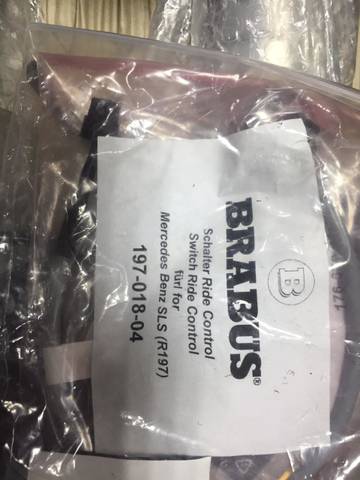 B
BRABUS®
Schalter Ride Control
Switch Ride Control
für/ for
Mercedes Benz SLS (R197)
197-018-04